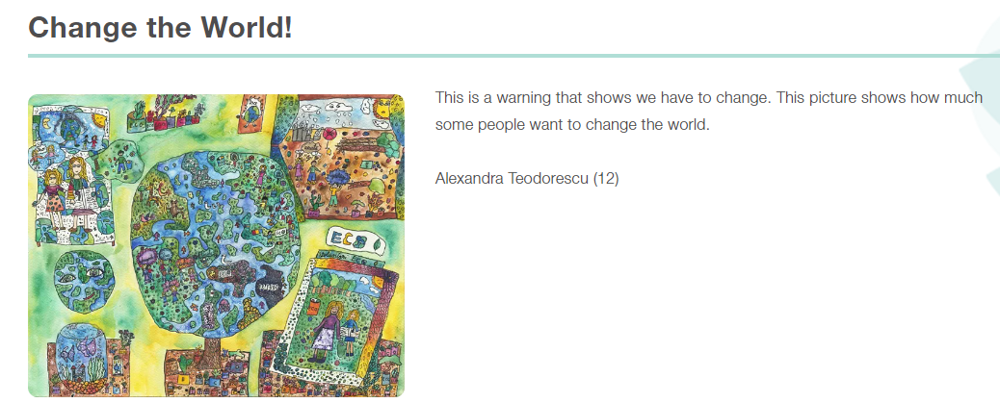 Change the World!
This is a warning that shows we have to change. This picture shows how much
some people want to change the world.
Alexandra Teodorescu (12)
ECO